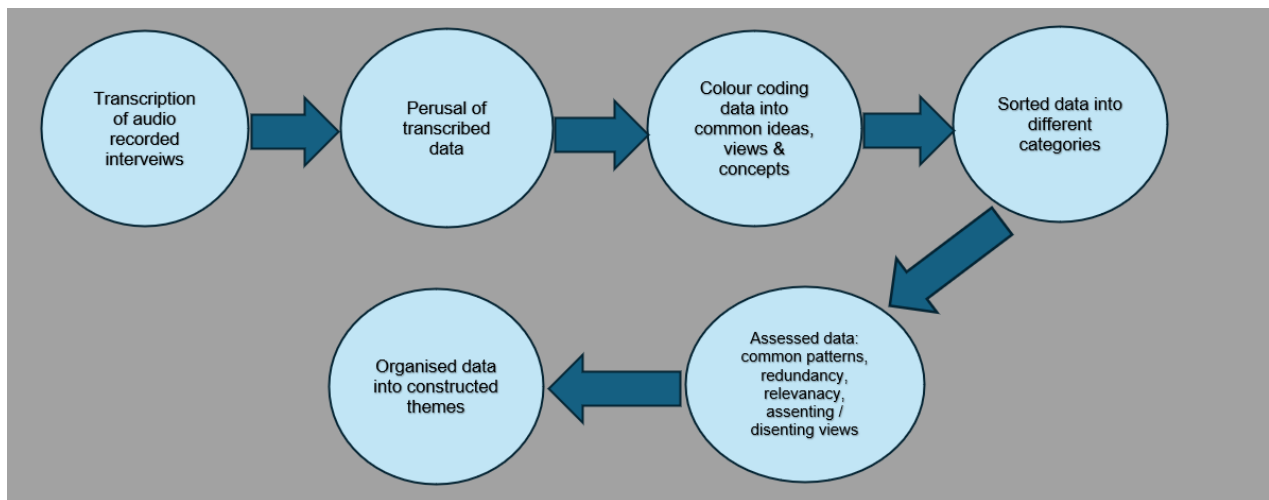 Transcription
of audio
recorded
interveiws
Perusal of
transcribed
data
Colour coding
data into
common ideas,
views &
concepts
Sorted data into
different
categories
Assessed data:
common patterns,
redundancy,
relevanacy,
assenting /
disenting views
Organised data
into constructed
themes